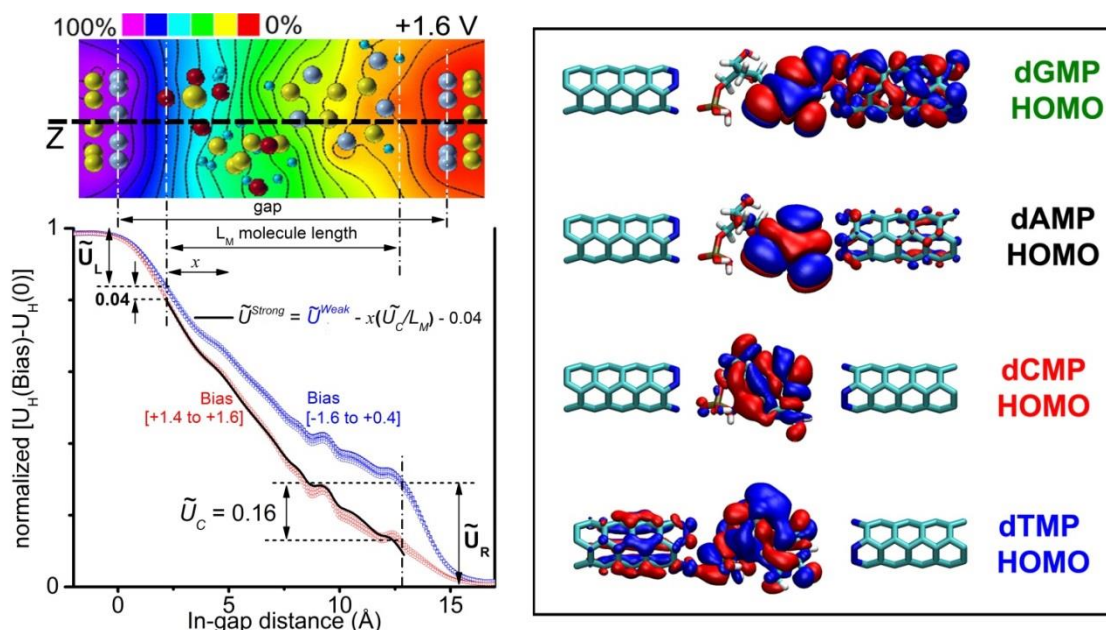 100% 0% +1.6 V
Z
gap
L_M molecule length
x
1
Ũ_L
0.04
Ũ^Strong = Ũ^Weak - x(Ũ_C/L_M) - 0.04
Bias
[+1.4 to +1.6]
Bias
[-1.6 to +0.4]
Ũ_C = 0.16
Ũ_R
0
normalized [U_H(Bias)-U_H(0)]
0 5 10 15
In-gap distance (Å)
dGMP
HOMO
dAMP
HOMO
dCMP
HOMO
dTMP
HOMO